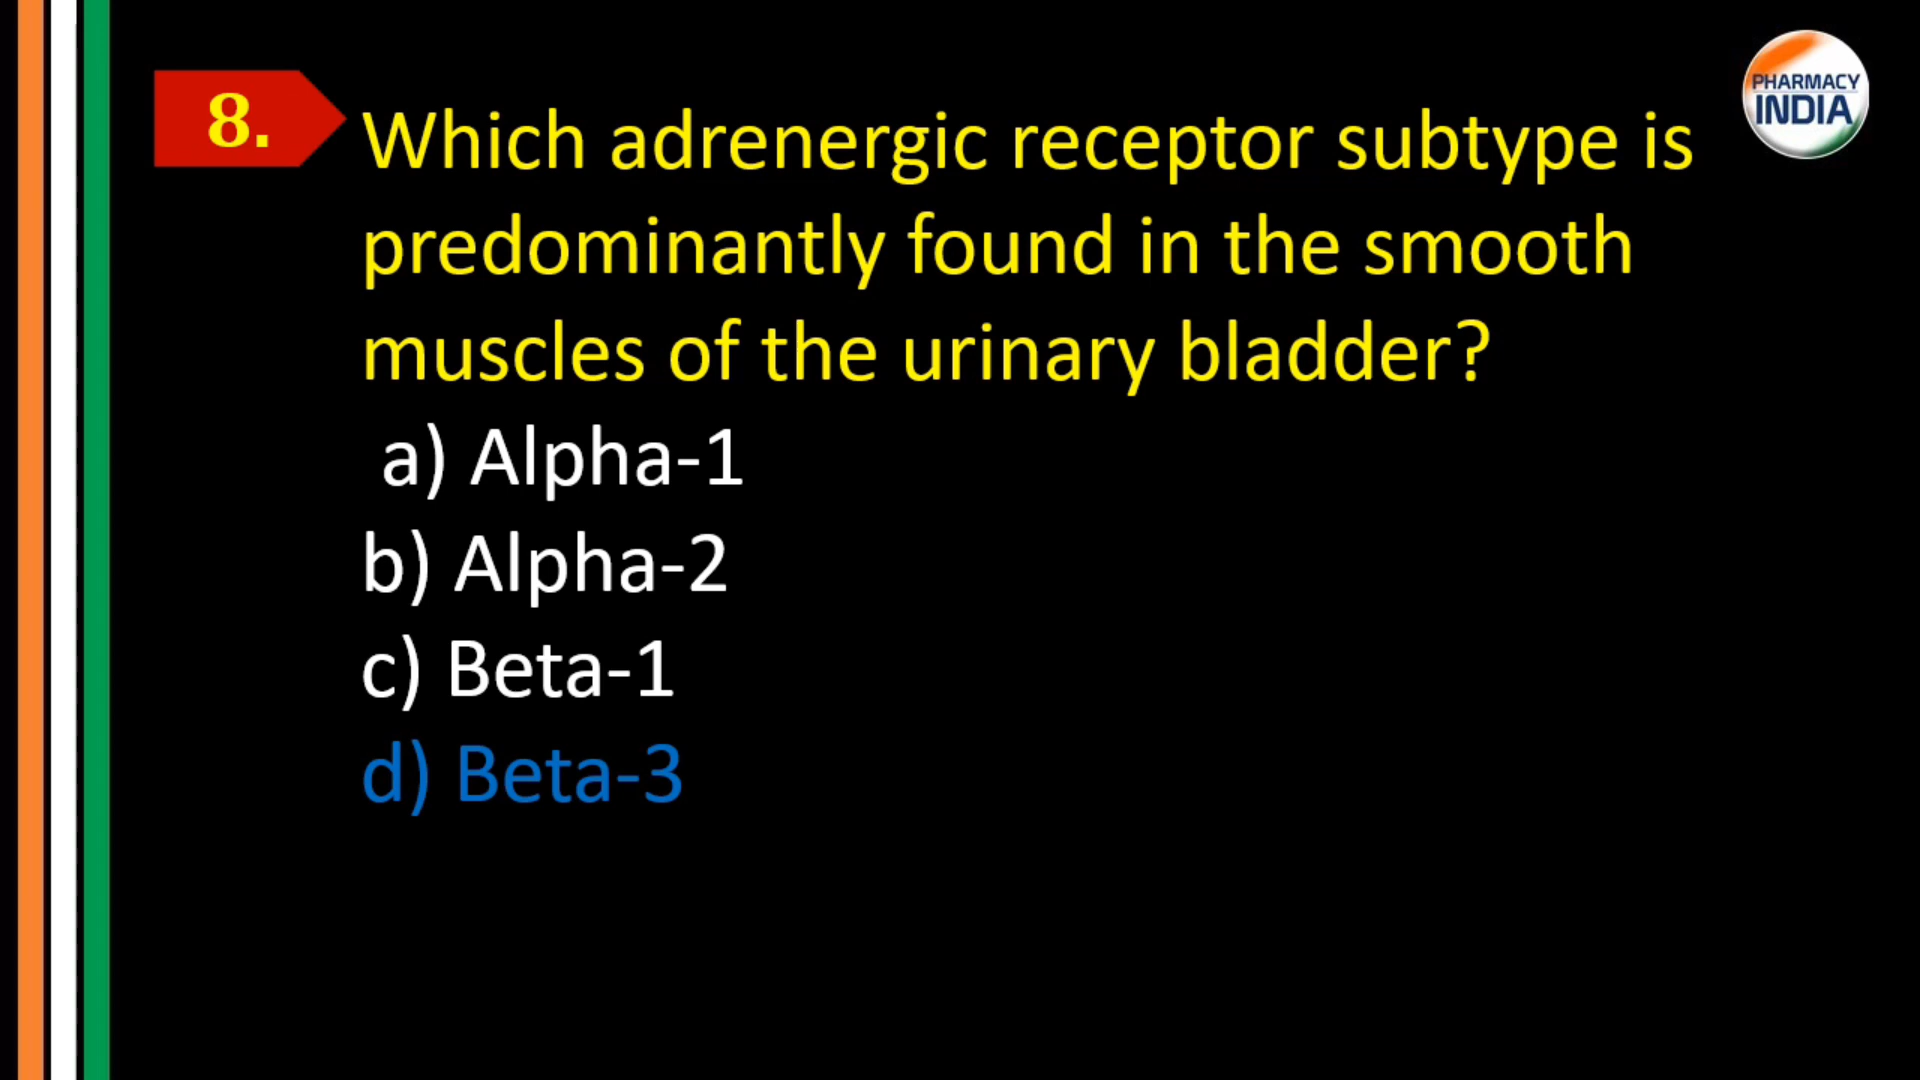 8.
Which adrenergic receptor subtype is
predominantly found in the smooth
muscles of the urinary bladder?
a) Alpha-1
b) Alpha-2
c) Beta-1
d) Beta-3
PHARMACY
INDIA